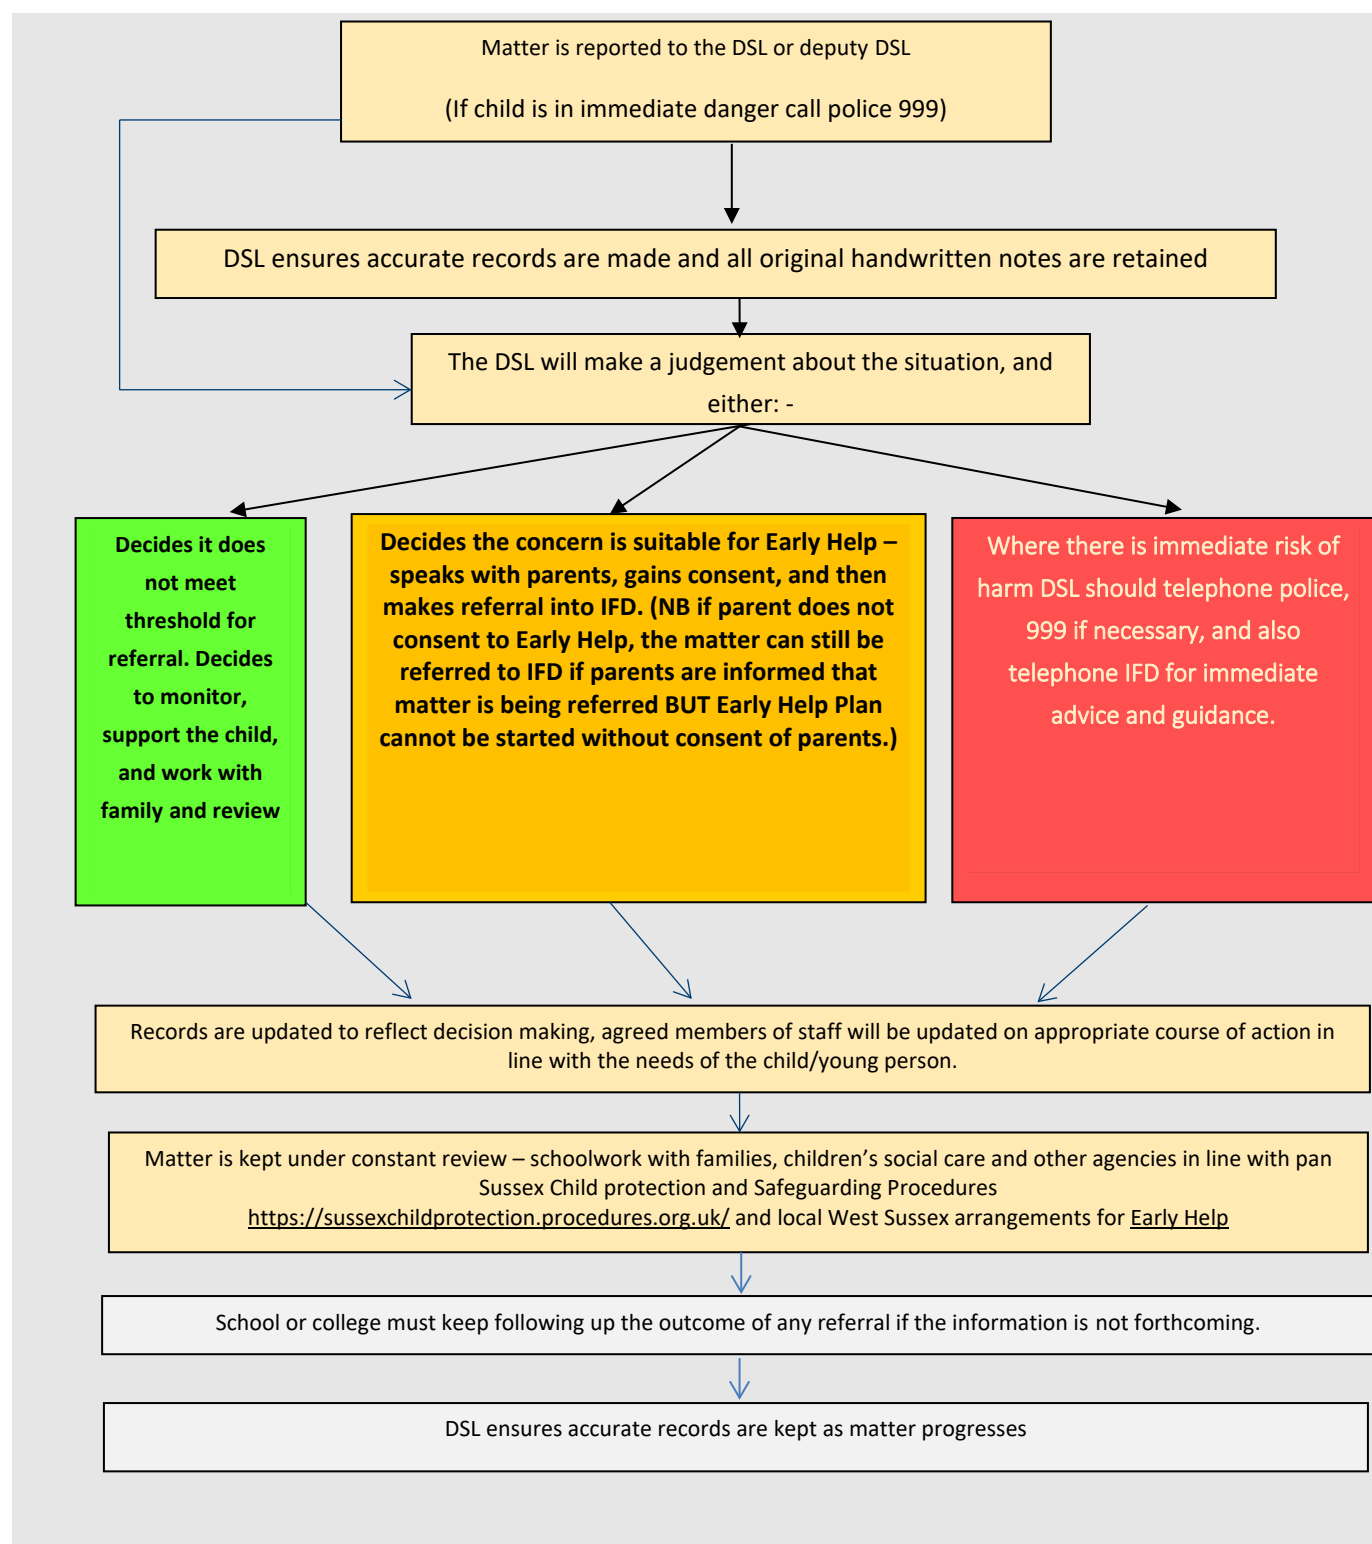 Matter is reported to the DSL or deputy DSL
(If child is in immediate danger call police 999)
DSL ensures accurate records are made and all original handwritten notes are retained
The DSL will make a judgement about the situation, and
either: -
Decides it does
not meet
threshold for
referral. Decides
to monitor,
support the child,
and work with
family and review
Decides the concern is suitable for Early Help –
speaks with parents, gains consent, and then
makes referral into IFD. (NB if parent does not
consent to Early Help, the matter can still be
referred to IFD if parents are informed that
matter is being referred BUT Early Help Plan
cannot be started without consent of parents.)
Where there is immediate risk of
harm DSL should telephone police,
999 if necessary, and also
telephone IFD for immediate
advice and guidance.
Records are updated to reflect decision making, agreed members of staff will be updated on appropriate course of action in
line with the needs of the child/young person.
Matter is kept under constant review – schoolwork with families, children’s social care and other agencies in line with pan
Sussex Child protection and Safeguarding Procedures
https://sussexchildprotection.procedures.org.uk/ and local West Sussex arrangements for Early Help
School or college must keep following up the outcome of any referral if the information is not forthcoming.
DSL ensures accurate records are kept as matter progresses